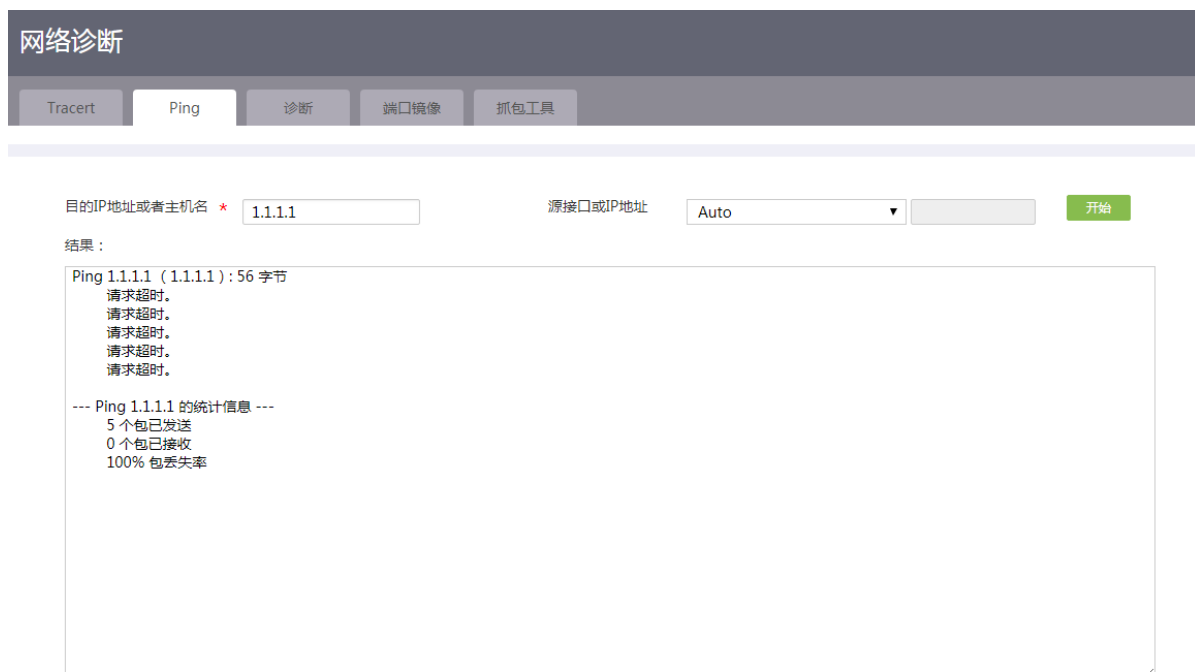 网络诊断
Tracert Ping 诊断 端口镜像 抓包工具
目的IP地址或者主机名 * 1.1.1.1 源接口或IP地址 Auto 开始
结果：
Ping 1.1.1.1（1.1.1.1）: 56 字节
请求超时。
请求超时。
请求超时。
请求超时。
请求超时。
--- Ping 1.1.1.1 的统计信息 ---
5 个包已发送
0 个包已接收
100% 包丢失率